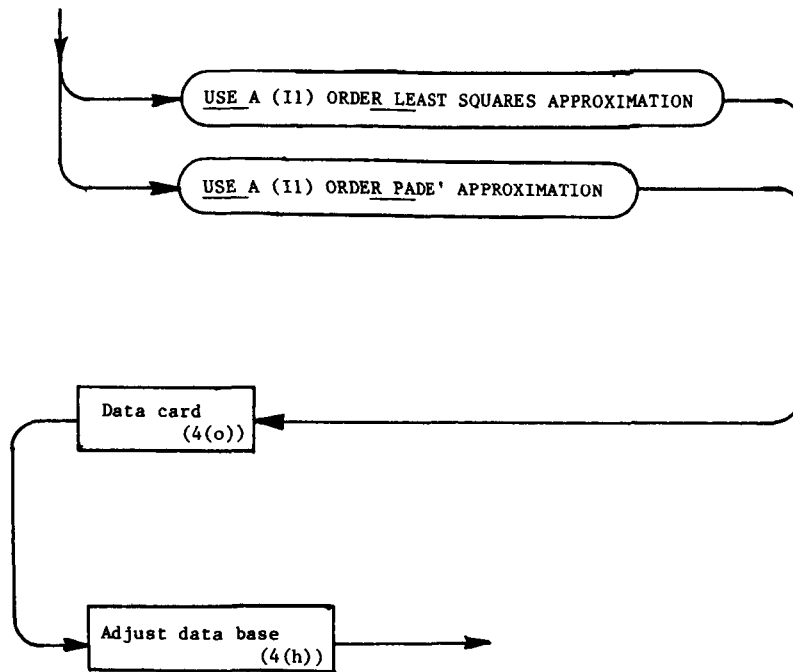 USE A (I1) ORDER LEAST SQUARES APPROXIMATION
USE A (I1) ORDER PADE' APPROXIMATION
Data card
(4(o))
Adjust data base
(4(h))